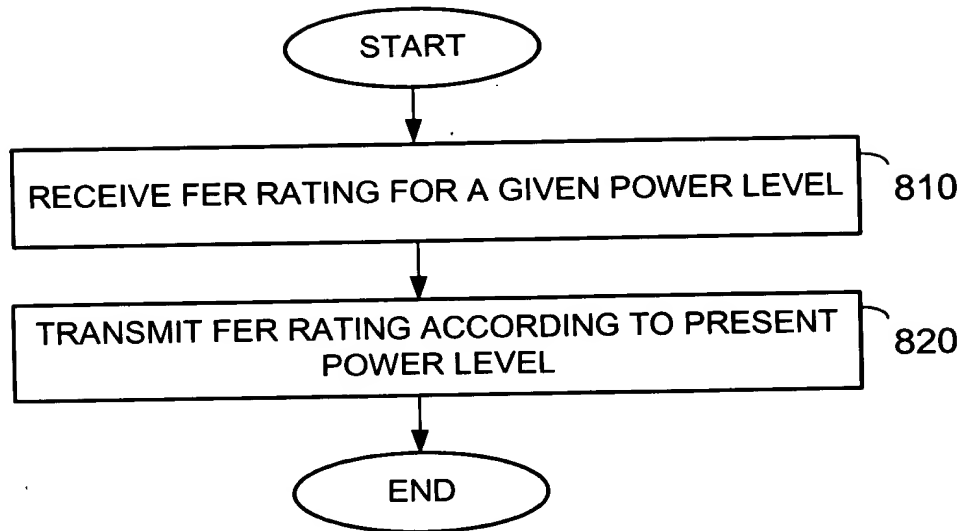 START
RECEIVE FER RATING FOR A GIVEN POWER LEVEL
810
TRANSMIT FER RATING ACCORDING TO PRESENT
POWER LEVEL
820
END